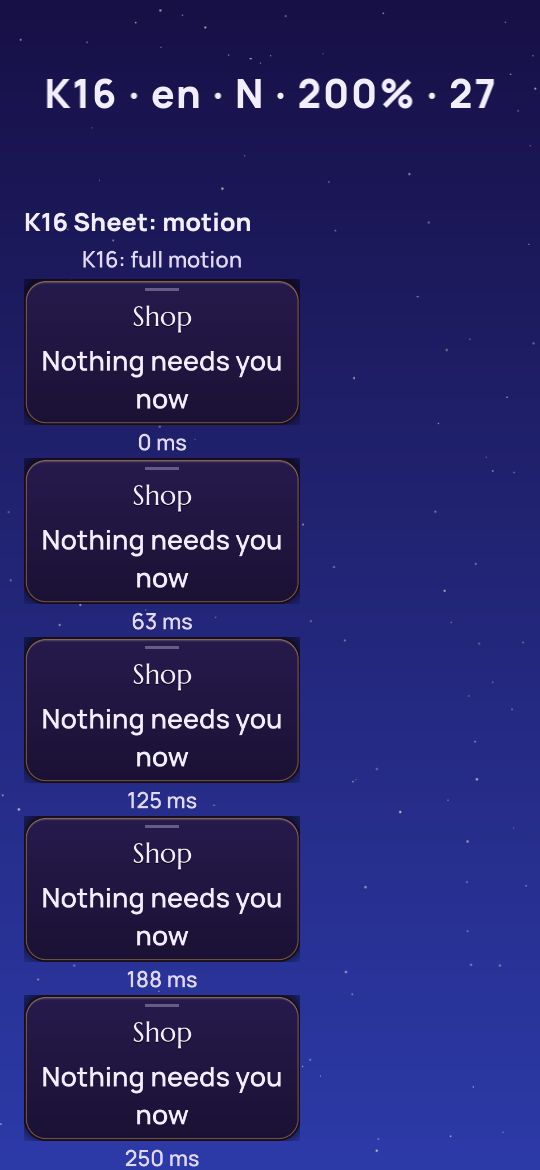 K16 · en · N · 200% · 27
K16 Sheet: motion
K16: full motion
Shop
Nothing needs you
now
0 ms
Shop
Nothing needs you
now
63 ms
Shop
Nothing needs you
now
125 ms
Shop
Nothing needs you
now
188 ms
Shop
Nothing needs you
now
250 ms